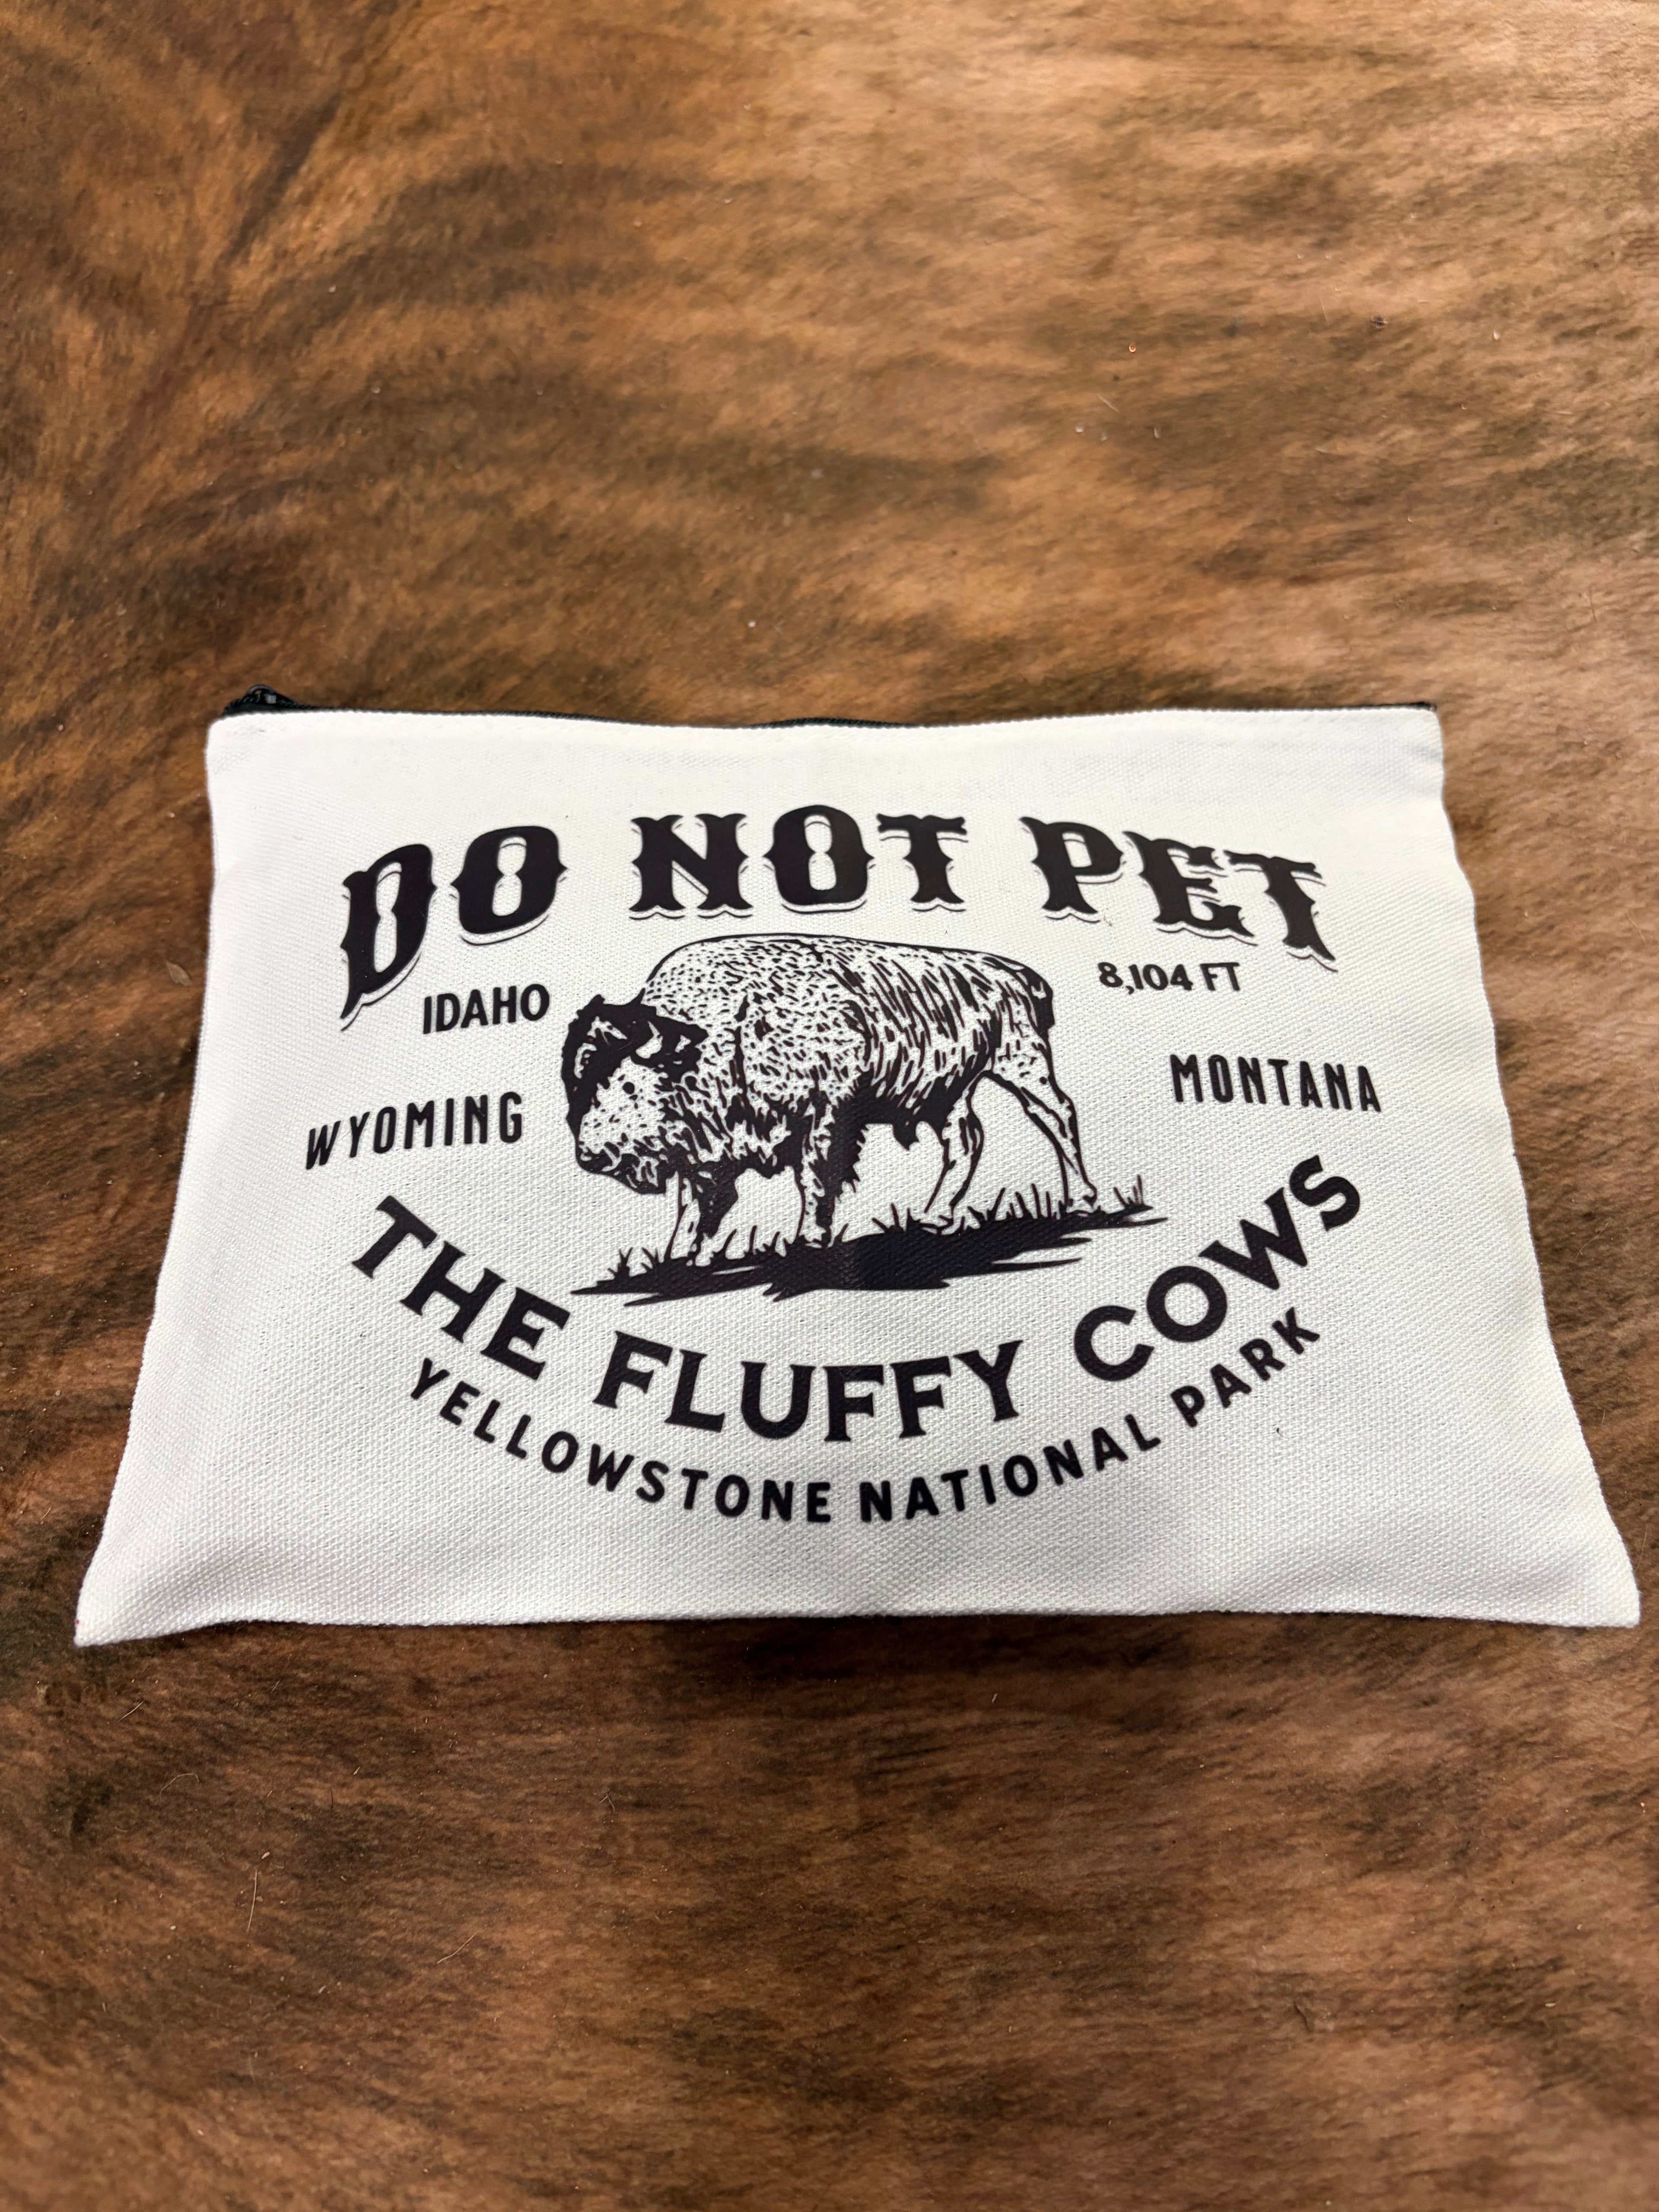 DO NOT PET
IDAHO
8,104 FT
WYOMING
MONTANA
THE FLUFFY COWS
YELLOWSTONE NATIONAL PARK